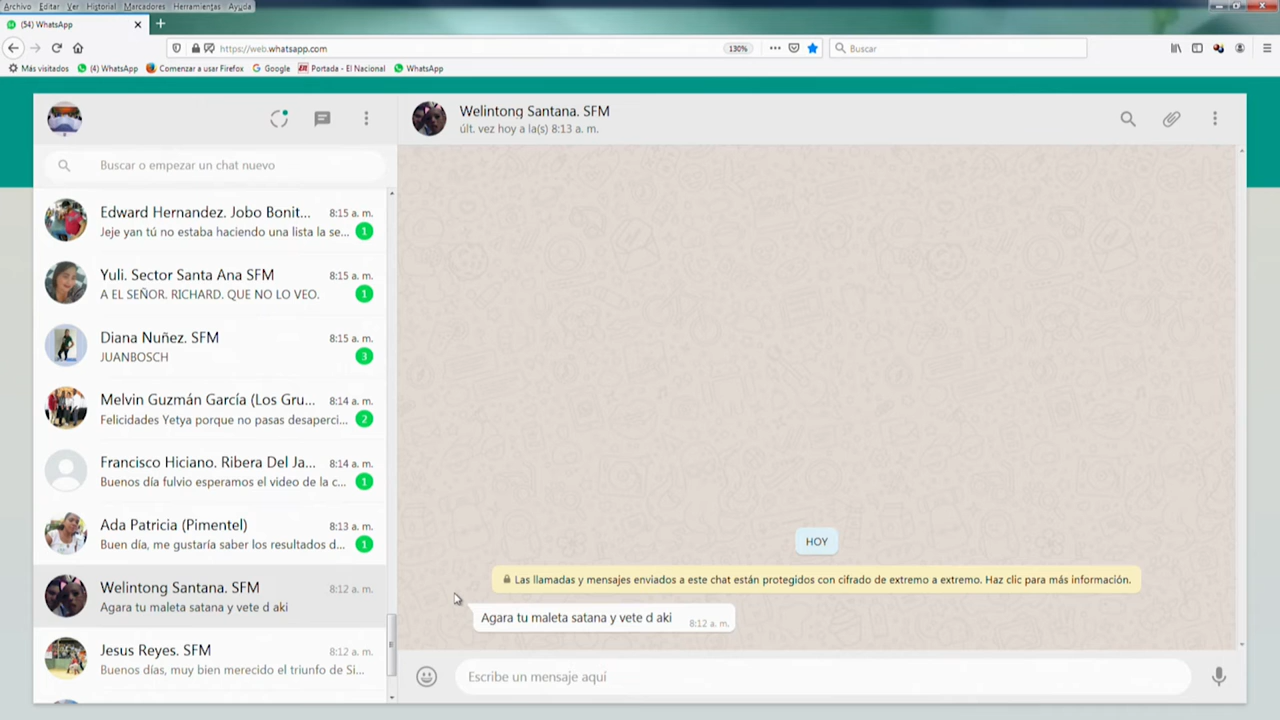 Archivo Editar Ver Historial Marcadores Herramientas Ayuda
(54) WhatsApp
https://web.whatsapp.com
130%
Buscar
Más visitados (4) WhatsApp Comenzar a usar Firefox Google Portada - El Nacional WhatsApp
Welintong Santana. SFM
últ. vez hoy a la(s) 8:13 a. m.
Buscar o empezar un chat nuevo
Edward Hernandez. Jobo Bonit... 8:15 a. m.
Jeje yan tú no estaba haciendo una lista la se... 1
Yuli. Sector Santa Ana SFM 8:15 a. m.
A EL SEÑOR. RICHARD. QUE NO LO VEO. 1
Diana Nuñez. SFM 8:15 a. m.
JUANBOSCH 3
Melvin Guzmán García (Los Gru... 8:14 a. m.
Felicidades Yetya porque no pasas desaperci... 2
Francisco Hiciano. Ribera Del Ja... 8:14 a. m.
Buenos día fulvio esperamos el video de la c... 1
Ada Patricia (Pimentel) 8:13 a. m.
Buen día, me gustaría saber los resultados d... 1
Welintong Santana. SFM 8:12 a. m.
Agara tu maleta satana y vete d aki
Jesus Reyes. SFM 8:12 a. m.
Buenos días, muy bien merecido el triunfo de Si...
HOY
Las llamadas y mensajes enviados a este chat están protegidos con cifrado de extremo a extremo. Haz clic para más información.
Agara tu maleta satana y vete d aki 8:12 a. m.
Escribe un mensaje aquí